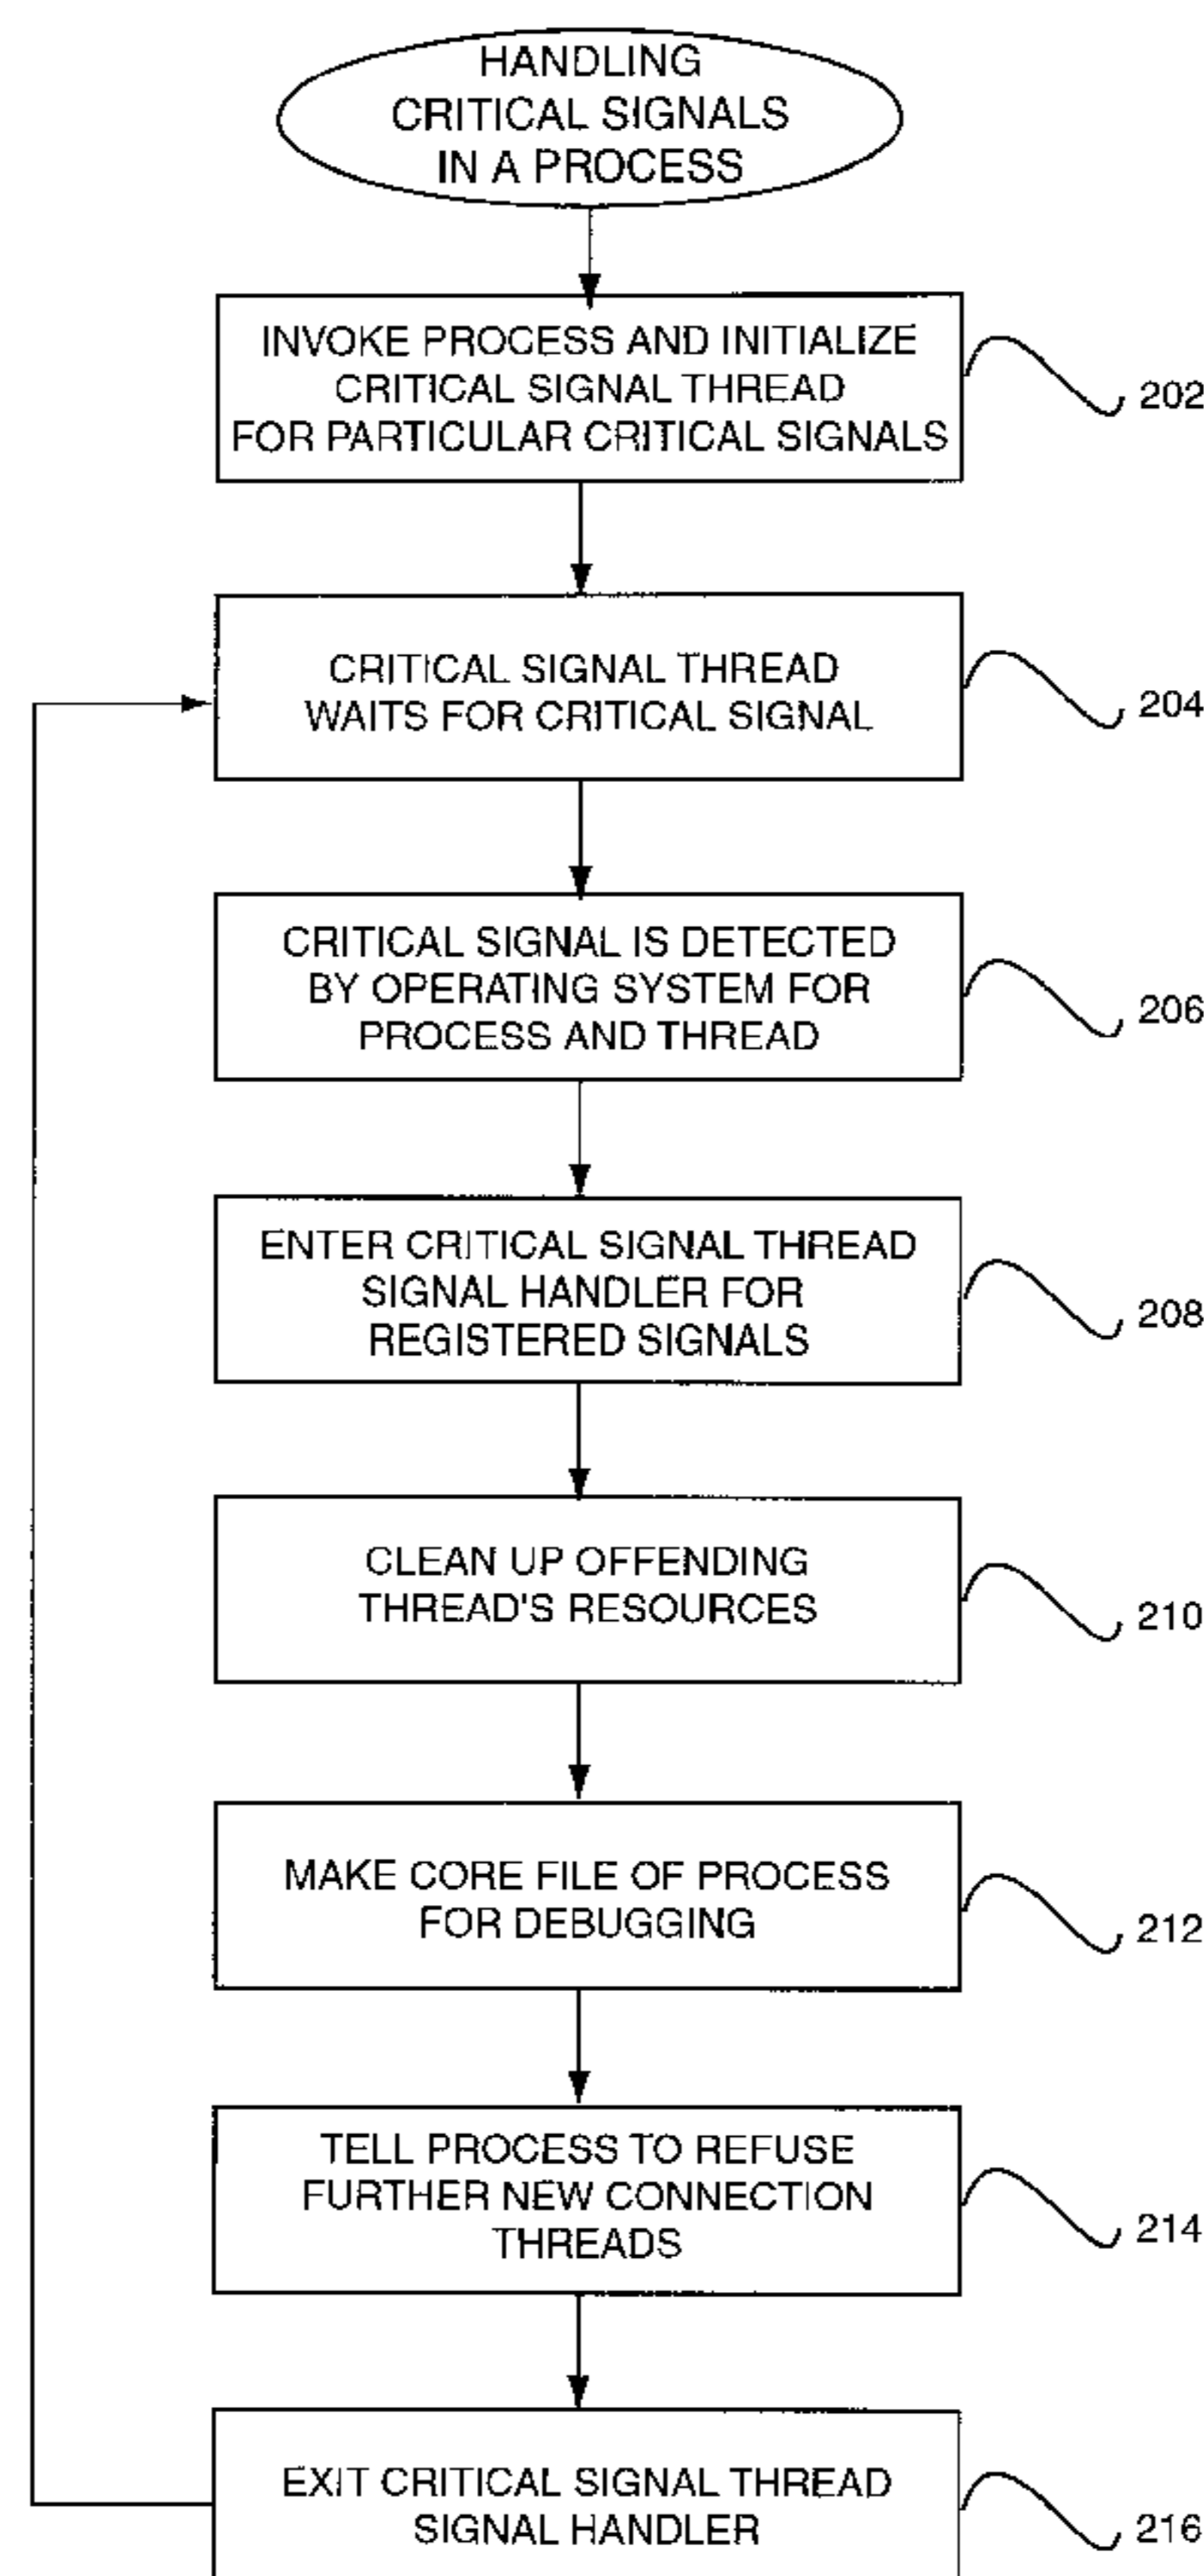 HANDLING
CRITICAL SIGNALS
IN A PROCESS
INVOKE PROCESS AND INITIALIZE
CRITICAL SIGNAL THREAD
FOR PARTICULAR CRITICAL SIGNALS
202
CRITICAL SIGNAL THREAD
WAITS FOR CRITICAL SIGNAL
204
CRITICAL SIGNAL IS DETECTED
BY OPERATING SYSTEM FOR
PROCESS AND THREAD
206
ENTER CRITICAL SIGNAL THREAD
SIGNAL HANDLER FOR
REGISTERED SIGNALS
208
CLEAN UP OFFENDING
THREAD'S RESOURCES
210
MAKE CORE FILE OF PROCESS
FOR DEBUGGING
212
TELL PROCESS TO REFUSE
FURTHER NEW CONNECTION
THREADS
214
EXIT CRITICAL SIGNAL THREAD
SIGNAL HANDLER
216